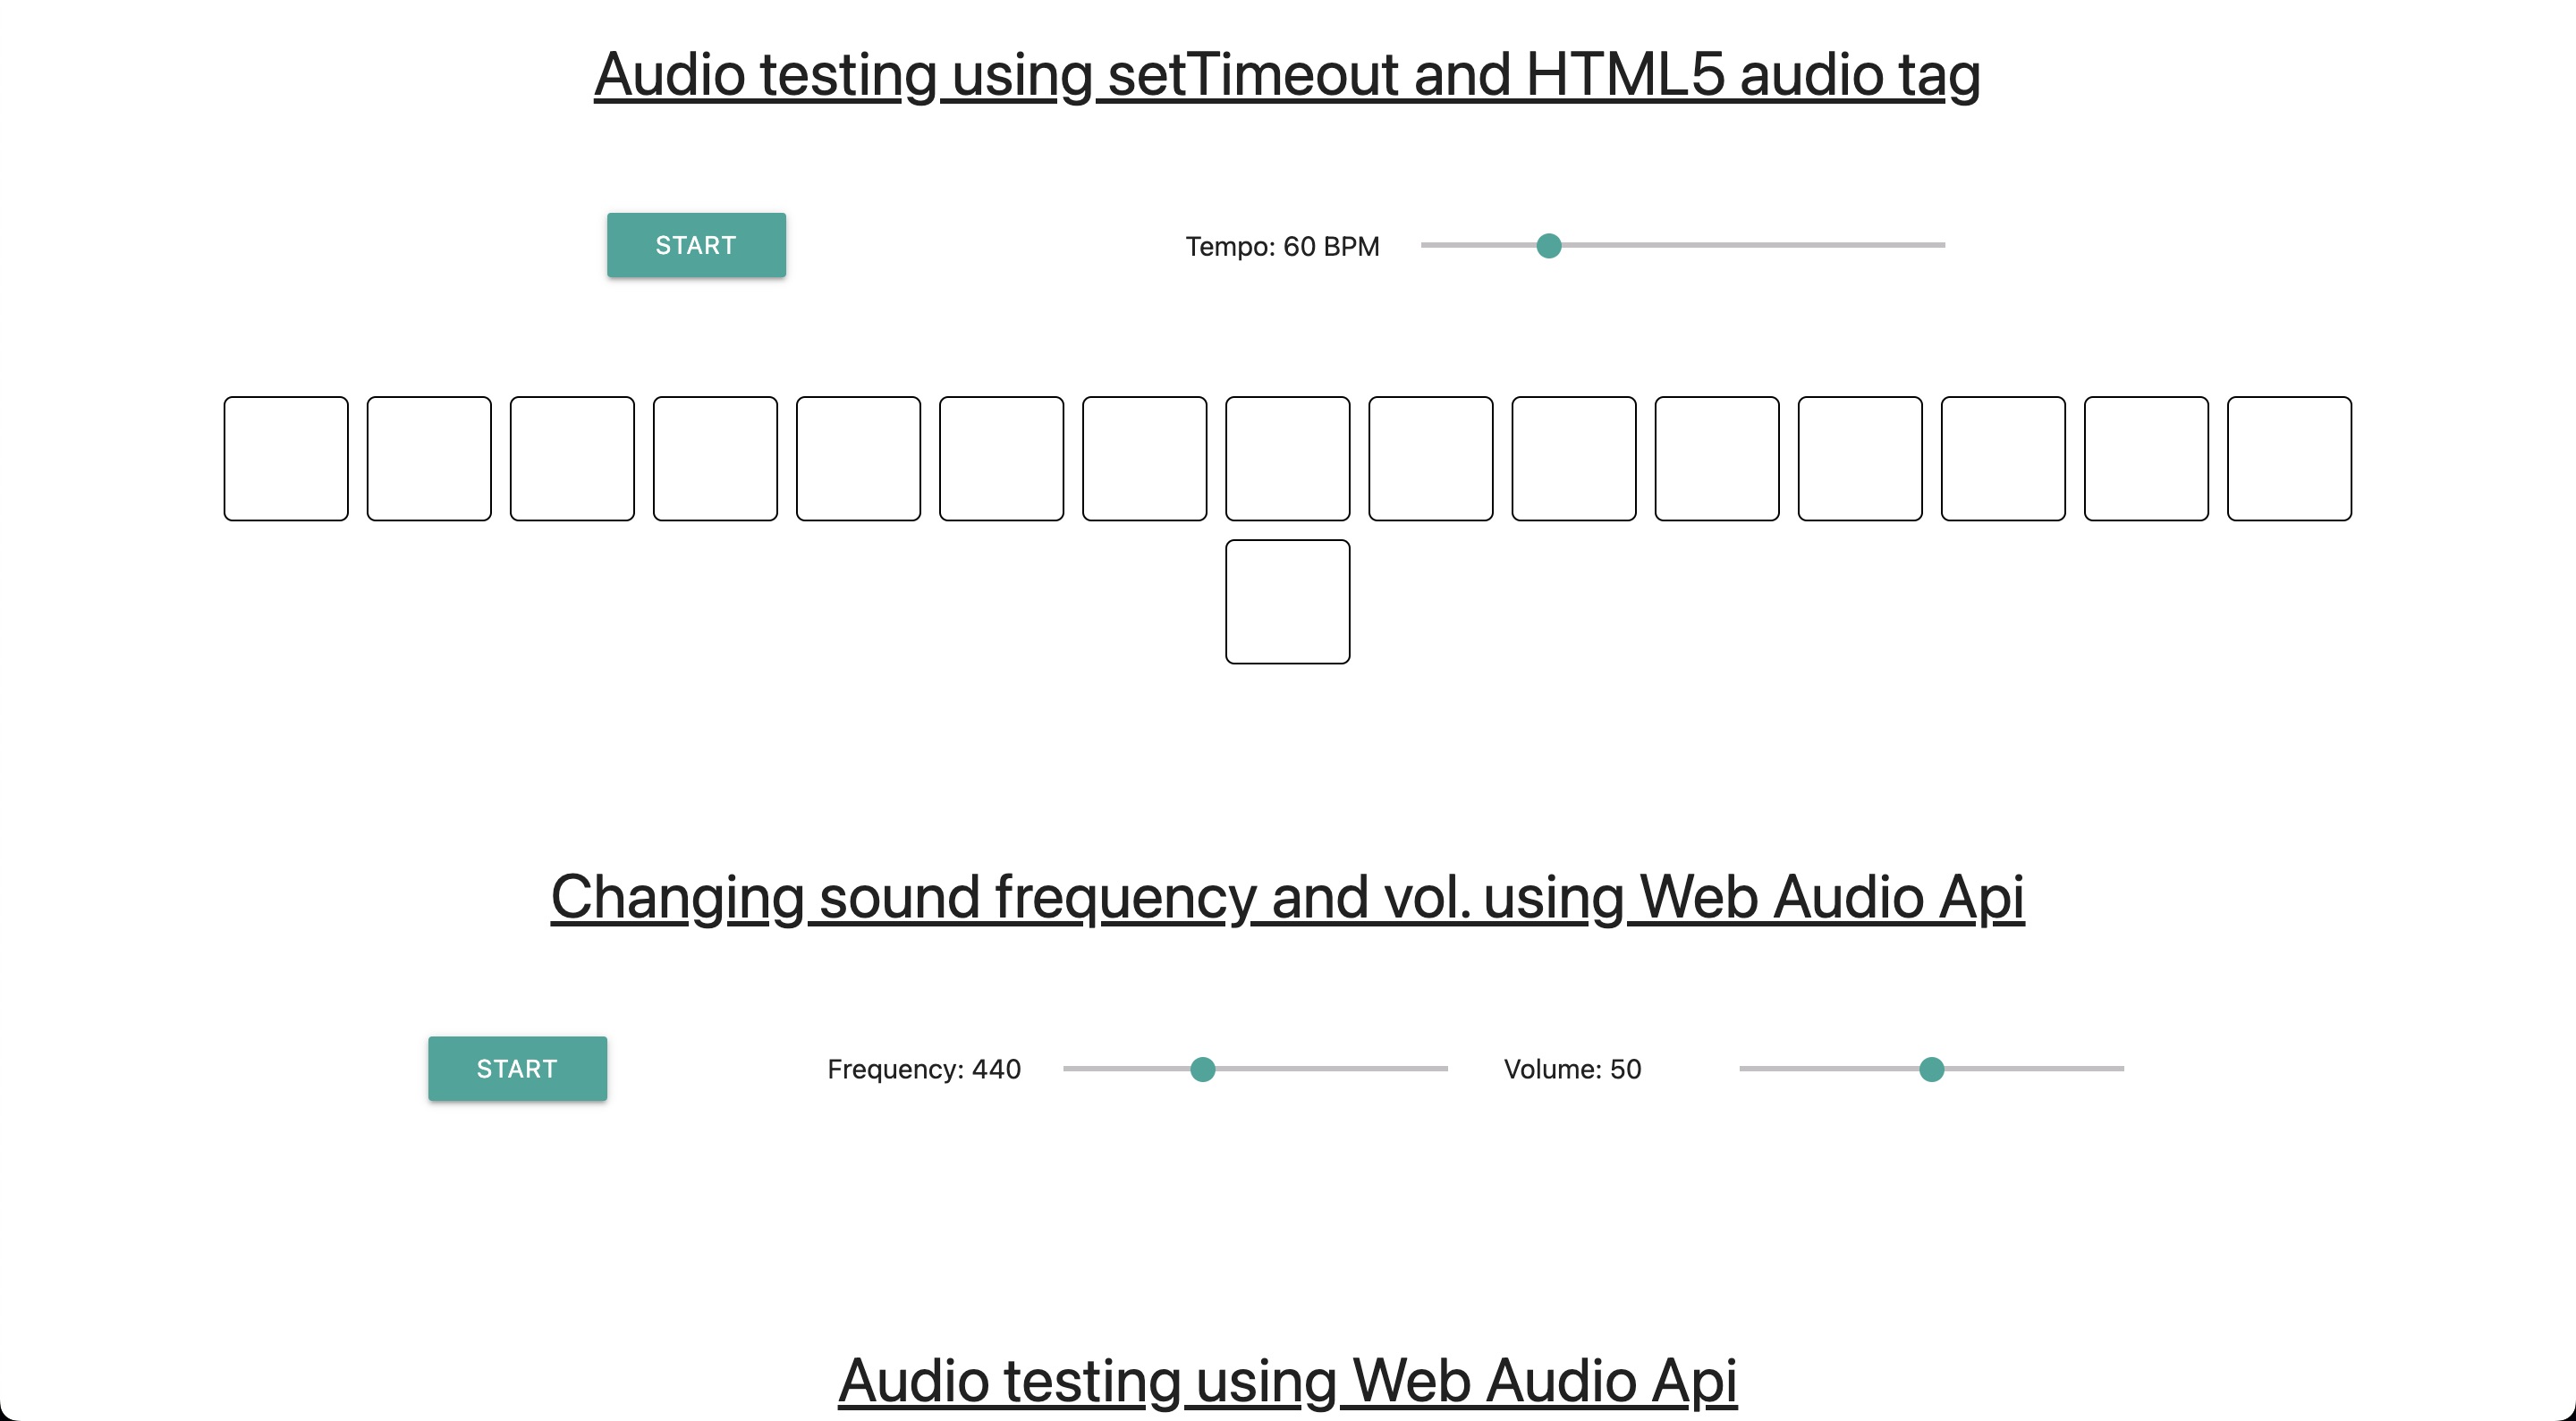 Audio testing using setTimeout and HTML5 audio tag
START
Tempo: 60 BPM
Changing sound frequency and vol. using Web Audio Api
START
Frequency: 440
Volume: 50
Audio testing using Web Audio Api